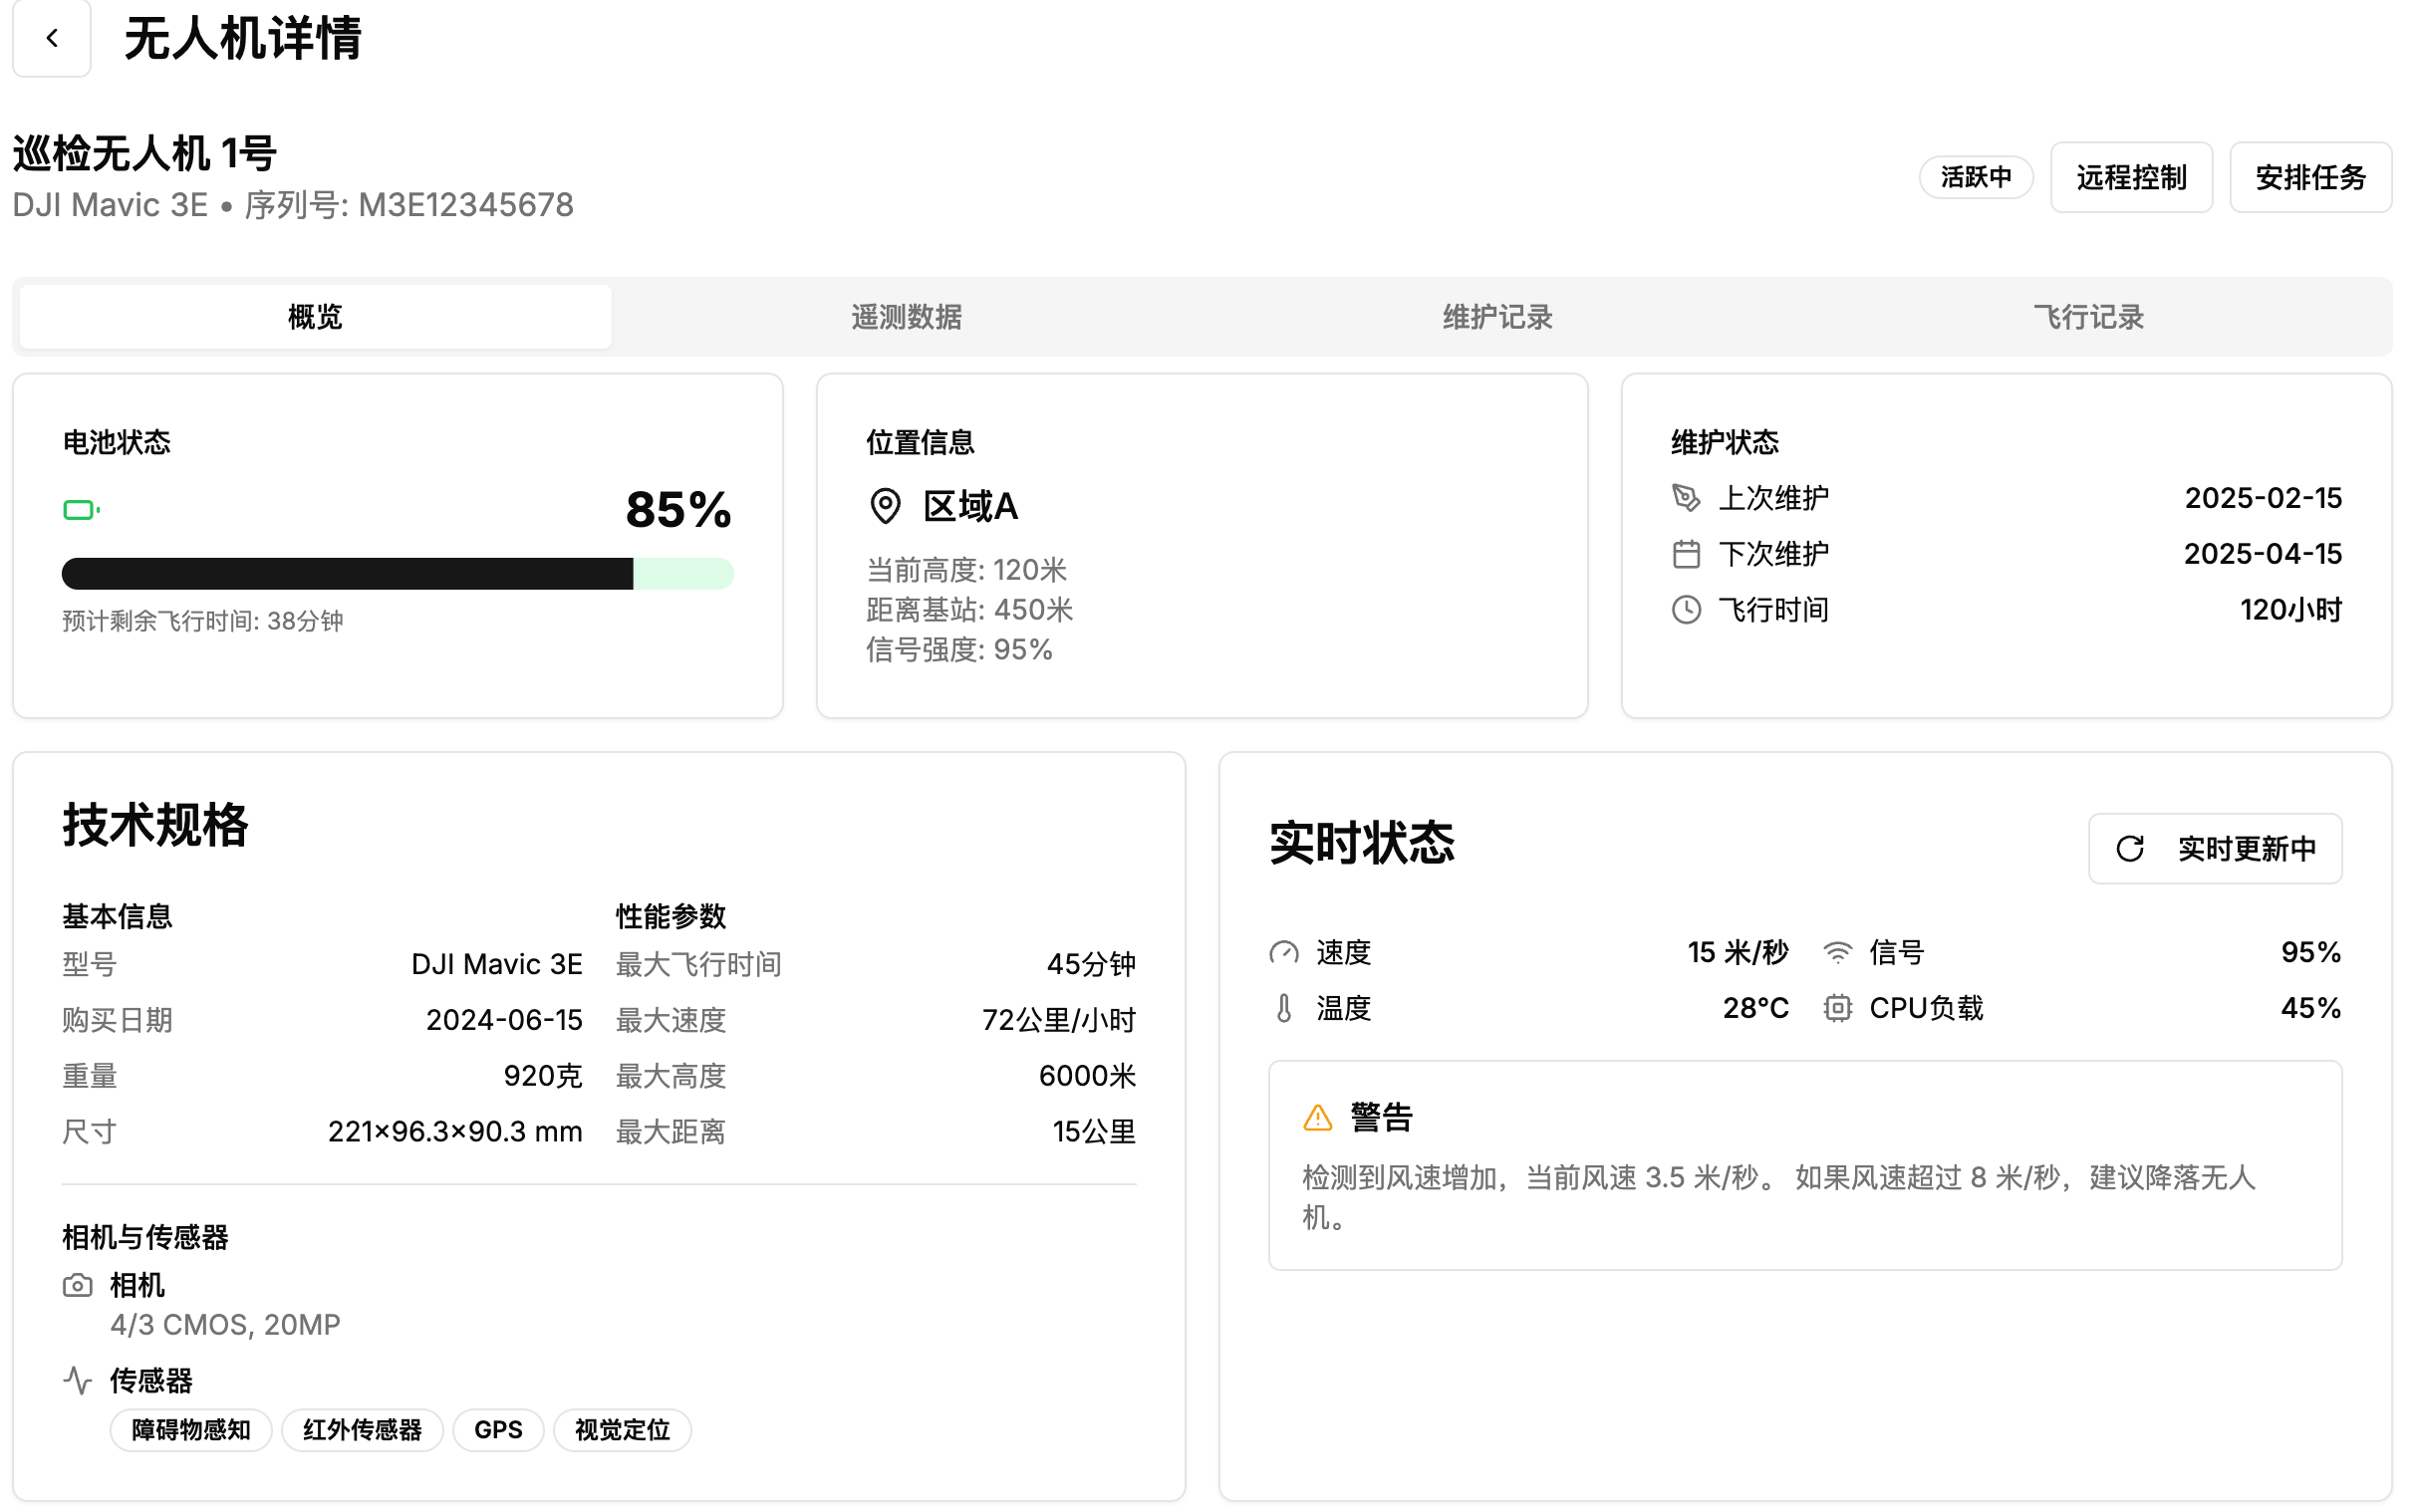 无人机详情
巡检无人机 1号
DJI Mavic 3E • 序列号: M3E12345678
活跃中
远程控制
安排任务
概览
遥测数据
维护记录
飞行记录
电池状态
85%
预计剩余飞行时间: 38分钟
位置信息
区域A
当前高度: 120米
距离基站: 450米
信号强度: 95%
维护状态
上次维护 2025-02-15
下次维护 2025-04-15
飞行时间 120小时
技术规格
基本信息
型号 DJI Mavic 3E
购买日期 2024-06-15
重量 920克
尺寸 221×96.3×90.3 mm
性能参数
最大飞行时间 45分钟
最大速度 72公里/小时
最大高度 6000米
最大距离 15公里
相机与传感器
相机
4/3 CMOS, 20MP
传感器
障碍物感知 红外传感器 GPS 视觉定位
实时状态
实时更新中
速度 15 米/秒 信号 95%
温度 28°C CPU负载 45%
警告
检测到风速增加，当前风速 3.5 米/秒。 如果风速超过 8 米/秒，建议降落无人
机。